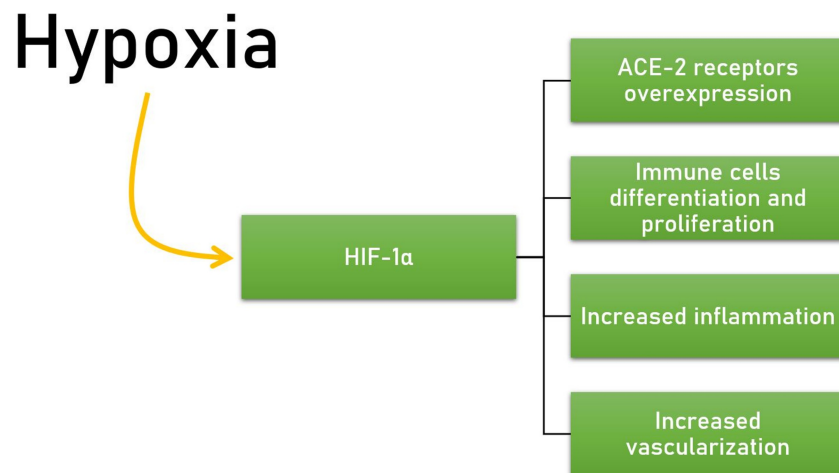 Hypoxia
HIF-1α
ACE-2 receptors
overexpression
Immune cells
differentiation and
proliferation
Increased inflammation
Increased
vascularization